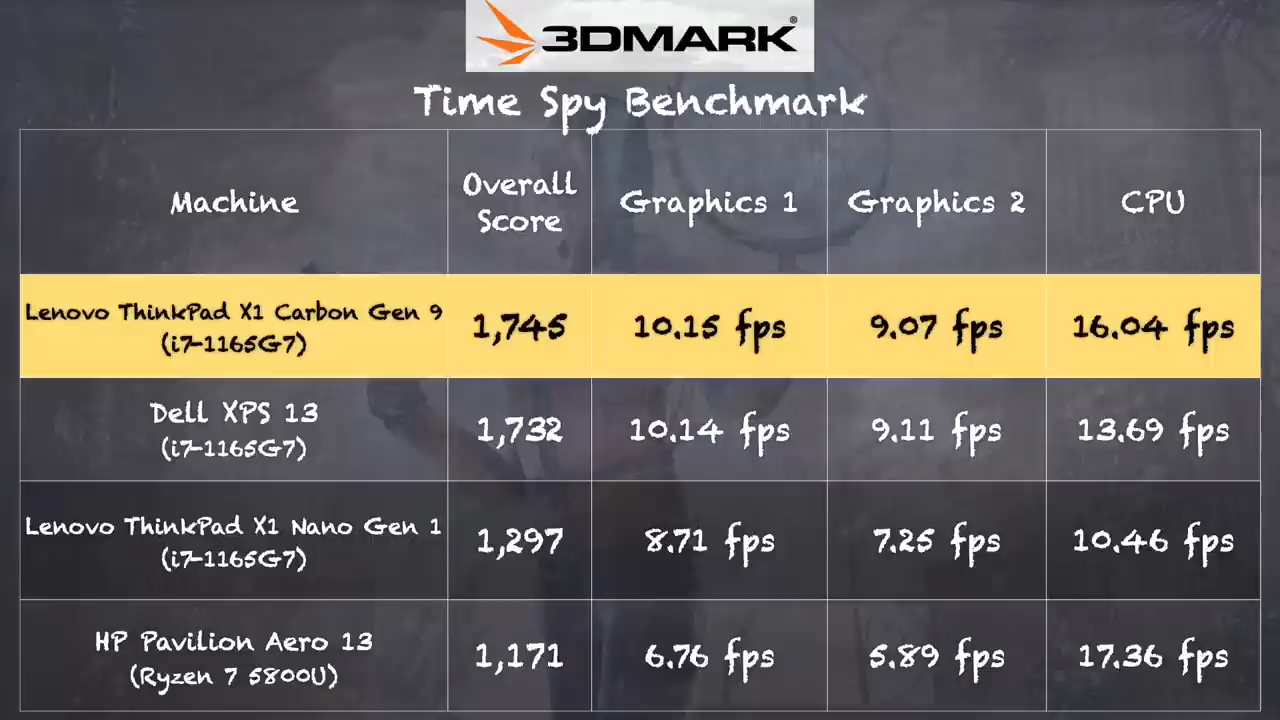 3DMARK®
Time Spy Benchmark
Machine
Overall
Score
Graphics 1
Graphics 2
CPU
Lenovo ThinkPad X1 Carbon Gen 9
(i7-1165G7)
1,745
10.15 fps
9.07 fps
16.04 fps
Dell XPS 13
(i7-1165G7)
1,732
10.14 fps
9.11 fps
13.69 fps
Lenovo ThinkPad X1 Nano Gen 1
(i7-1165G7)
1,297
8.71 fps
7.25 fps
10.46 fps
HP Pavilion Aero 13
(Ryzen 7 5800U)
1,171
6.76 fps
5.89 fps
17.36 fps